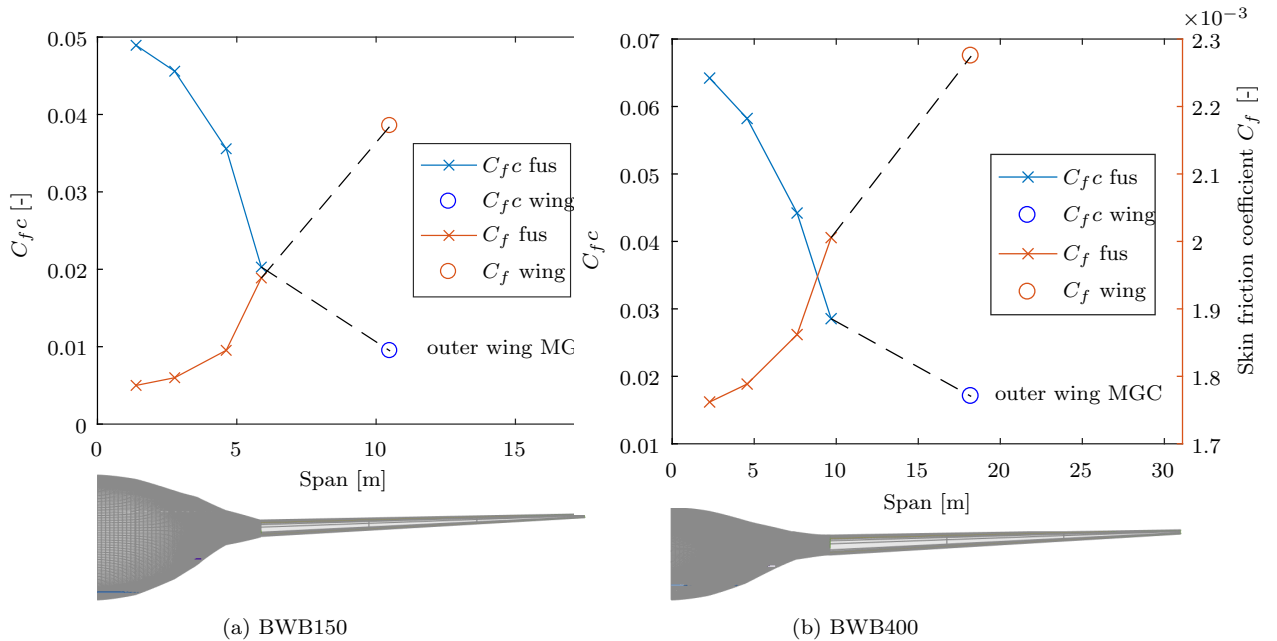 0.05
0.04
0.03
0.02
0.01
0
C_f c [-]
0
5
10
15
Span [m]
C_f c fus
C_f c wing
C_f fus
C_f wing
outer wing MG
(a) BWB150
0.07
0.06
0.05
0.04
0.03
0.02
0.01
C_f c
0
5
10
15
20
25
30
Span [m]
C_f c fus
C_f c wing
C_f fus
C_f wing
outer wing MGC
×10⁻³
2.3
2.2
2.1
2
1.9
1.8
1.7
Skin friction coefficient C_f [-]
(b) BWB400